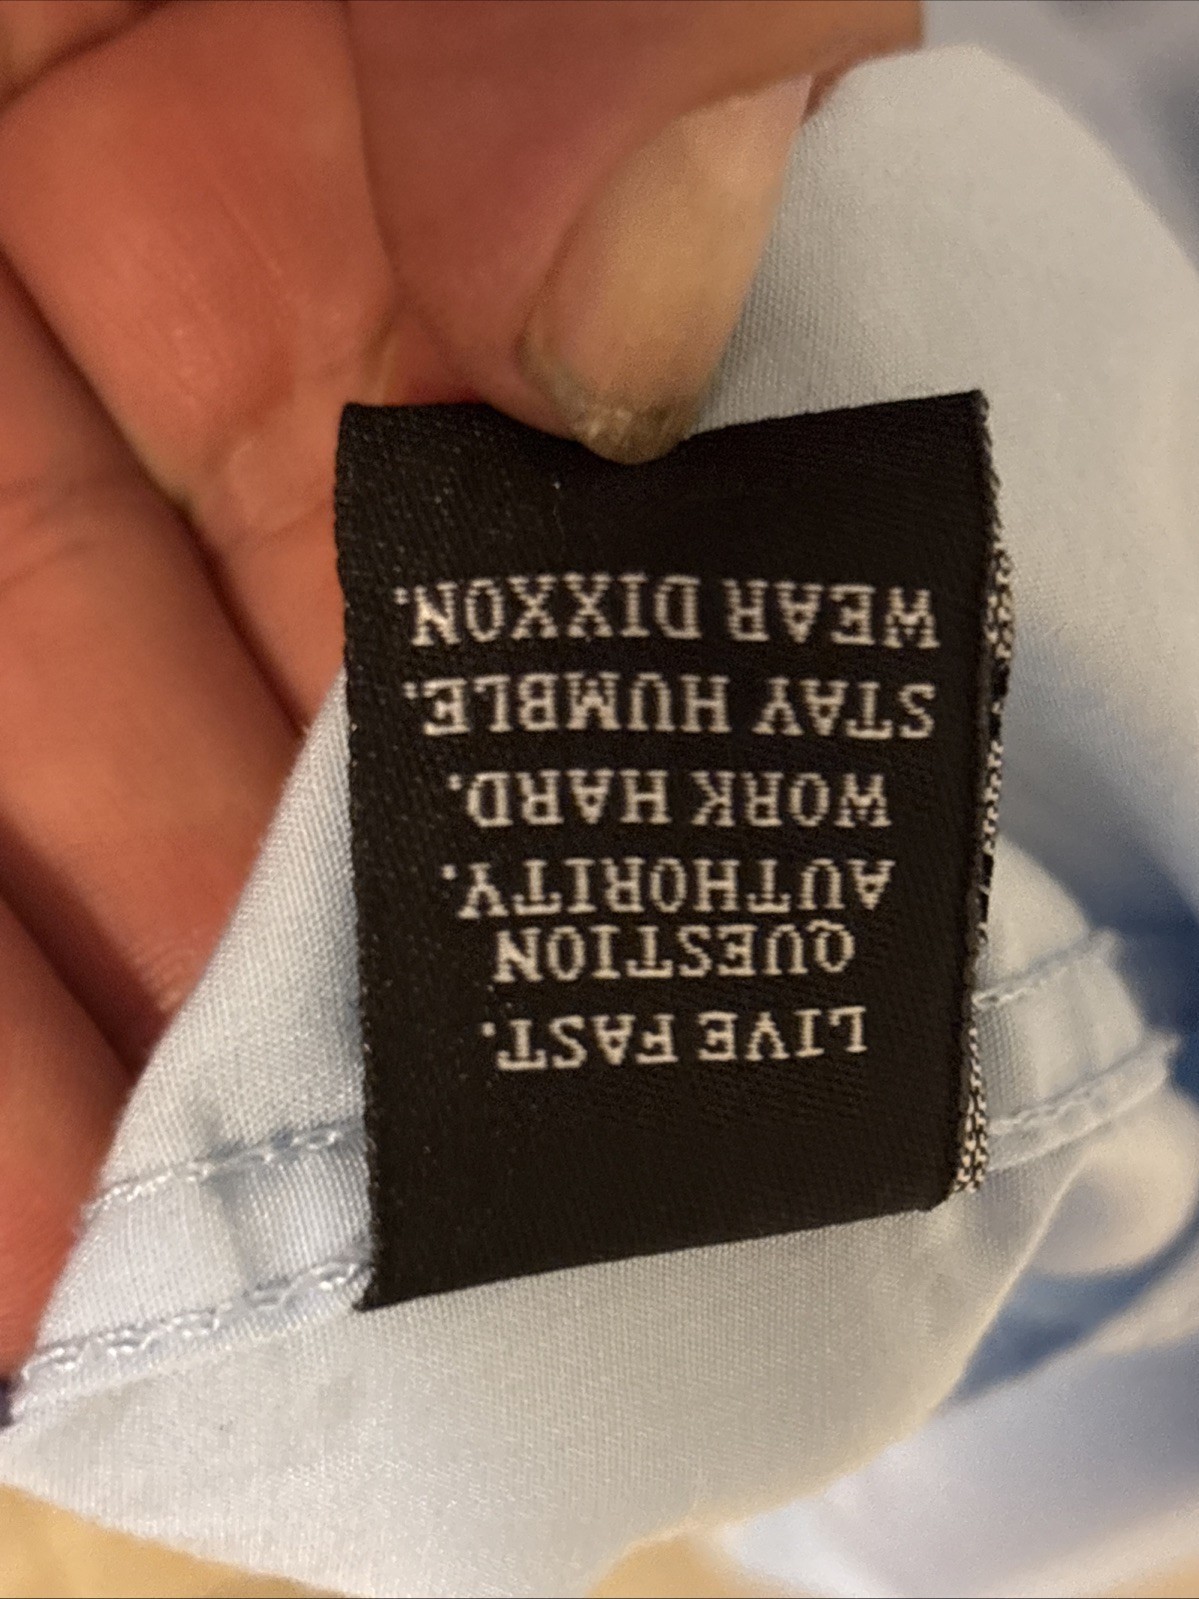 LIVE FAST.
QUESTION
AUTHORITY.
WORK HARD.
STAY HUMBLE.
WEAR DIXXON.